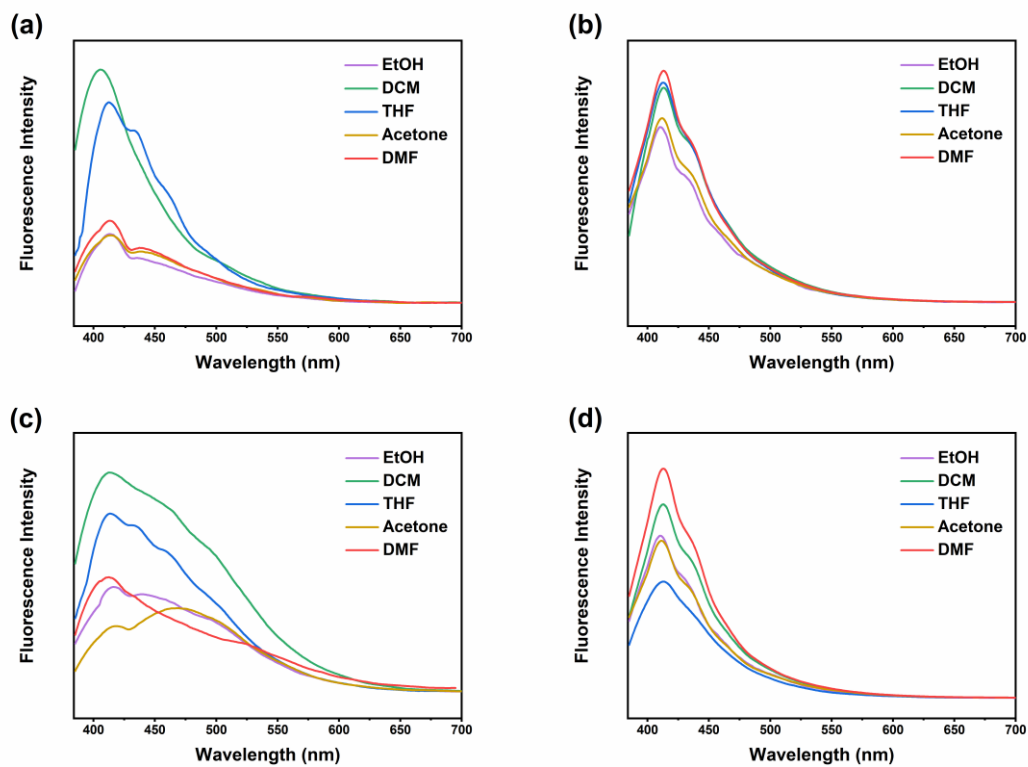 (a)
EtOH
DCM
THF
Acetone
DMF
Fluorescence Intensity
400 450 500 550 600 650 700
Wavelength (nm)
(b)
EtOH
DCM
THF
Acetone
DMF
Fluorescence Intensity
400 450 500 550 600 650 700
Wavelength (nm)
(c)
EtOH
DCM
THF
Acetone
DMF
Fluorescence Intensity
400 450 500 550 600 650 700
Wavelength (nm)
(d)
EtOH
DCM
THF
Acetone
DMF
Fluorescence Intensity
400 450 500 550 600 650 700
Wavelength (nm)